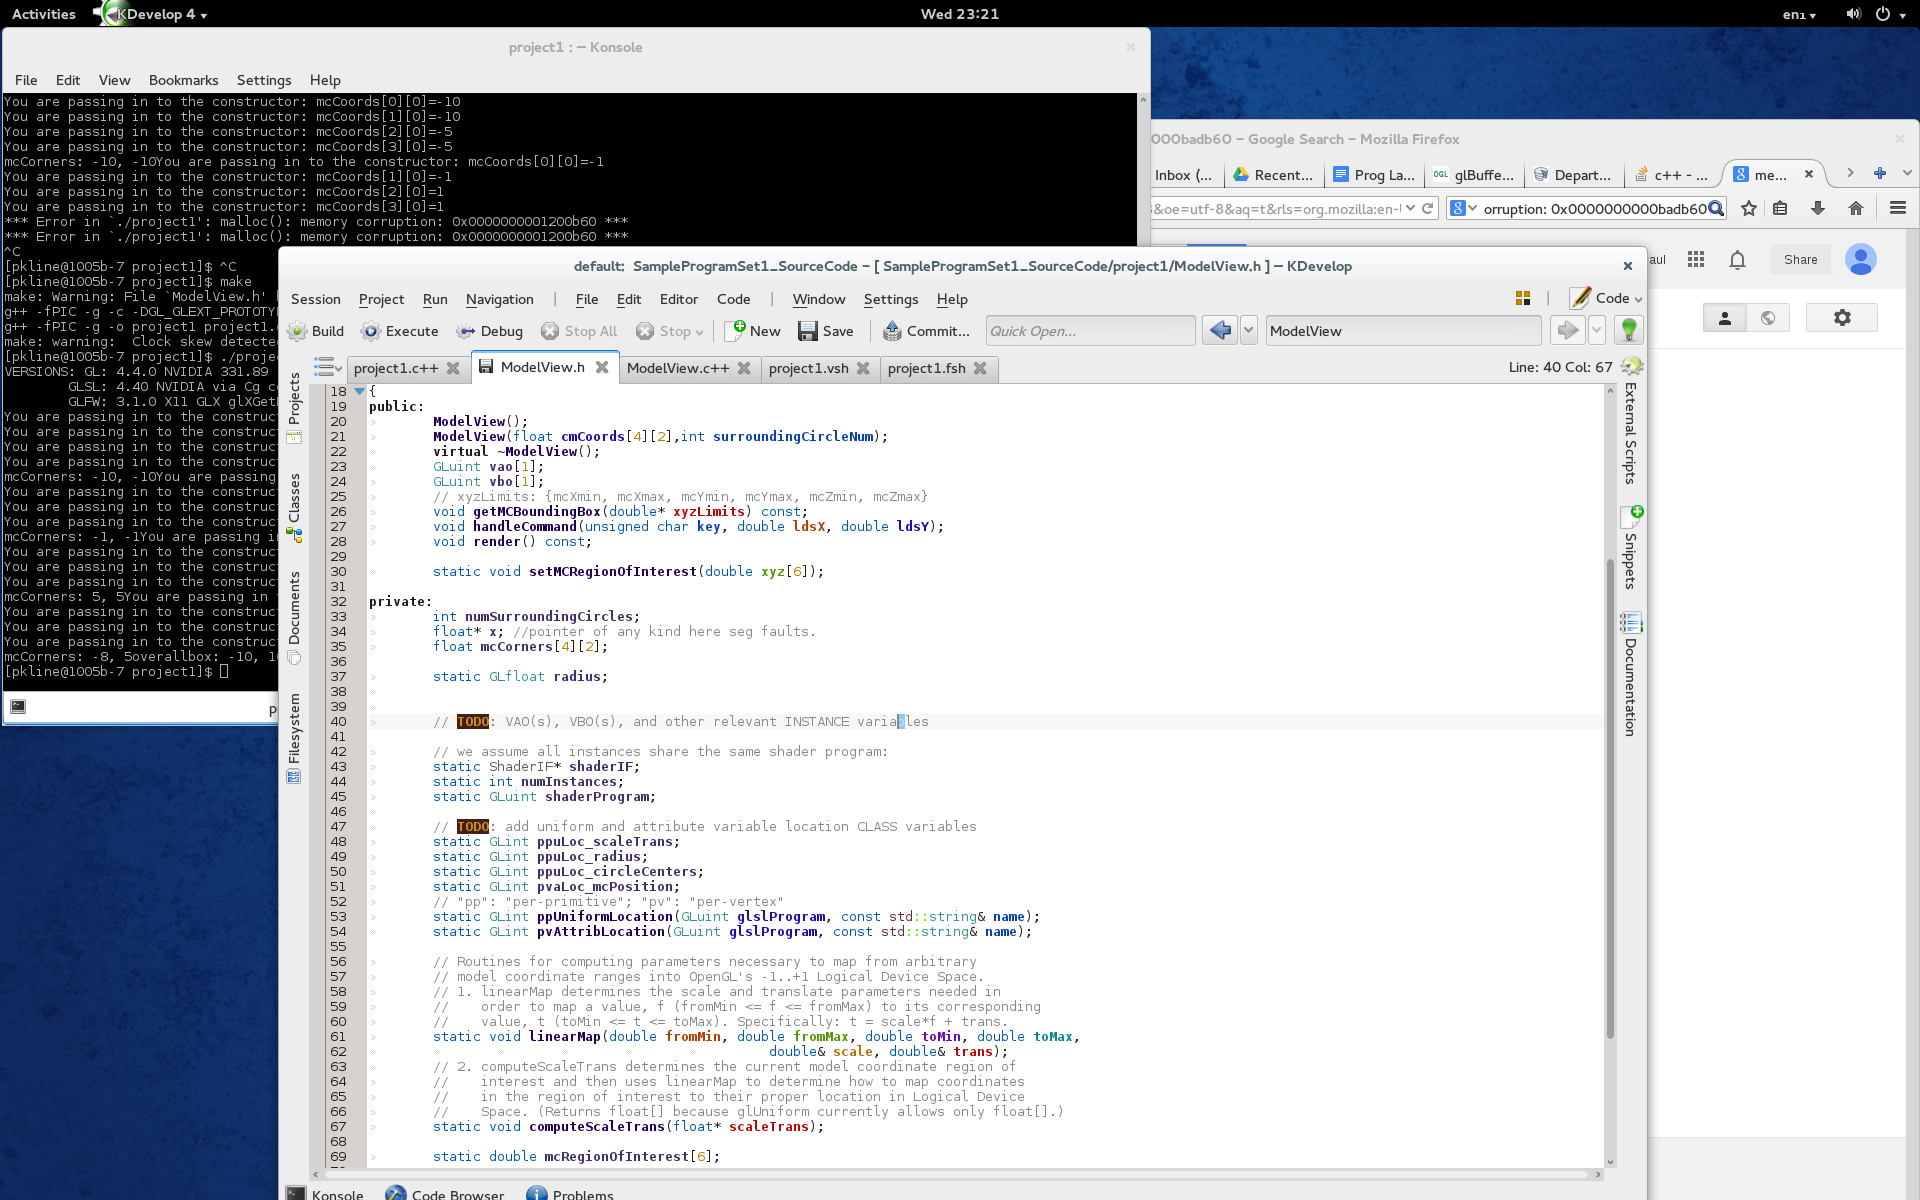 Activities KDevelop 4 Wed 23:21 en1
project1 : – Konsole
File Edit View Bookmarks Settings Help
You are passing in to the constructor: mcCoords[0][0]=-10
You are passing in to the constructor: mcCoords[1][0]=-10
You are passing in to the constructor: mcCoords[2][0]=-5
You are passing in to the constructor: mcCoords[3][0]=-5
mcCorners: -10, -10You are passing in to the constructor: mcCoords[0][0]=-1
You are passing in to the constructor: mcCoords[1][0]=-1
You are passing in to the constructor: mcCoords[2][0]=1
You are passing in to the constructor: mcCoords[3][0]=1
*** Error in `./project1': malloc(): memory corruption: 0x0000000001200b60 ***
*** Error in `./project1': malloc(): memory corruption: 0x0000000001200b60 ***
^C
[pkline@1005b-7 project1]$ ^C
[pkline@1005b-7 project1]$ make
make: Warning: File `ModelView.h'
g++ -fPIC -g -c -DGL_GLEXT_PROTOTY
g++ -fPIC -g -o project1 project1.
make: warning:  Clock skew detecte
[pkline@1005b-7 project1]$ ./proje
VERSIONS: GL: 4.4.0 NVIDIA 331.89
GLSL: 4.40 NVIDIA via Cg c
GLFW: 3.1.0 X11 GLX glXGet
You are passing in to the construc
You are passing in to the construc
You are passing in to the construc
You are passing in to the construc
mcCorners: -10, -10You are passing
You are passing in to the construc
You are passing in to the construc
You are passing in to the construc
mcCorners: -1, -1You are passing i
You are passing in to the construc
You are passing in to the construc
You are passing in to the construc
mcCorners: 5, 5You are passing in
You are passing in to the construc
You are passing in to the construc
You are passing in to the construc
mcCorners: -8, 5overallbox: -10, 1
[pkline@1005b-7 project1]$
p
000badb60 – Google Search – Mozilla Firefox
Inbox (... Recent... Prog La... OGL glBuffe... Depart... c++ - ... me...
&oe=utf-8&aq=t&rls=org.mozilla:en- orruption: 0x0000000000badb60
aul Share
default:  SampleProgramSet1_SourceCode – [ SampleProgramSet1_SourceCode/project1/ModelView.h ] – KDevelop
Session Project Run Navigation | File Edit Editor Code | Window Settings Help Code
Build Execute Debug Stop All Stop New Save Commit... Quick Open... ModelView
project1.c++ ModelView.h ModelView.c++ project1.vsh project1.fsh Line: 40 Col: 67
Projects
Classes
Documents
Filesystem
18 {
19 public:
20 ModelView();
21 ModelView(float cmCoords[4][2],int surroundingCircleNum);
22 virtual ~ModelView();
23 GLuint vao[1];
24 GLuint vbo[1];
25 // xyzLimits: {mcXmin, mcXmax, mcYmin, mcYmax, mcZmin, mcZmax}
26 void getMCBoundingBox(double* xyzLimits) const;
27 void handleCommand(unsigned char key, double ldsX, double ldsY);
28 void render() const;
29
30 static void setMCRegionOfInterest(double xyz[6]);
31
32 private:
33 int numSurroundingCircles;
34 float* x; //pointer of any kind here seg faults.
35 float mcCorners[4][2];
36
37 static GLfloat radius;
38
39
40 // TODO: VAO(s), VBO(s), and other relevant INSTANCE variables
41
42 // we assume all instances share the same shader program:
43 static ShaderIF* shaderIF;
44 static int numInstances;
45 static GLuint shaderProgram;
46
47 // TODO: add uniform and attribute variable location CLASS variables
48 static GLint ppuLoc_scaleTrans;
49 static GLint ppuLoc_radius;
50 static GLint ppuLoc_circleCenters;
51 static GLint pvaLoc_mcPosition;
52 // "pp": "per-primitive"; "pv": "per-vertex"
53 static GLint ppUniformLocation(GLuint glslProgram, const std::string& name);
54 static GLint pvAttribLocation(GLuint glslProgram, const std::string& name);
55
56 // Routines for computing parameters necessary to map from arbitrary
57 // model coordinate ranges into OpenGL's -1..+1 Logical Device Space.
58 // 1. linearMap determines the scale and translate parameters needed in
59 //    order to map a value, f (fromMin <= f <= fromMax) to its corresponding
60 //    value, t (toMin <= t <= toMax). Specifically: t = scale*f + trans.
61 static void linearMap(double fromMin, double fromMax, double toMin, double toMax,
62 double& scale, double& trans);
63 // 2. computeScaleTrans determines the current model coordinate region of
64 //    interest and then uses linearMap to determine how to map coordinates
65 //    in the region of interest to their proper location in Logical Device
66 //    Space. (Returns float[] because glUniform currently allows only float[].)
67 static void computeScaleTrans(float* scaleTrans);
68
69 static double mcRegionOfInterest[6];
External Scripts
Snippets
Documentation
Konsole Code Browser Problems